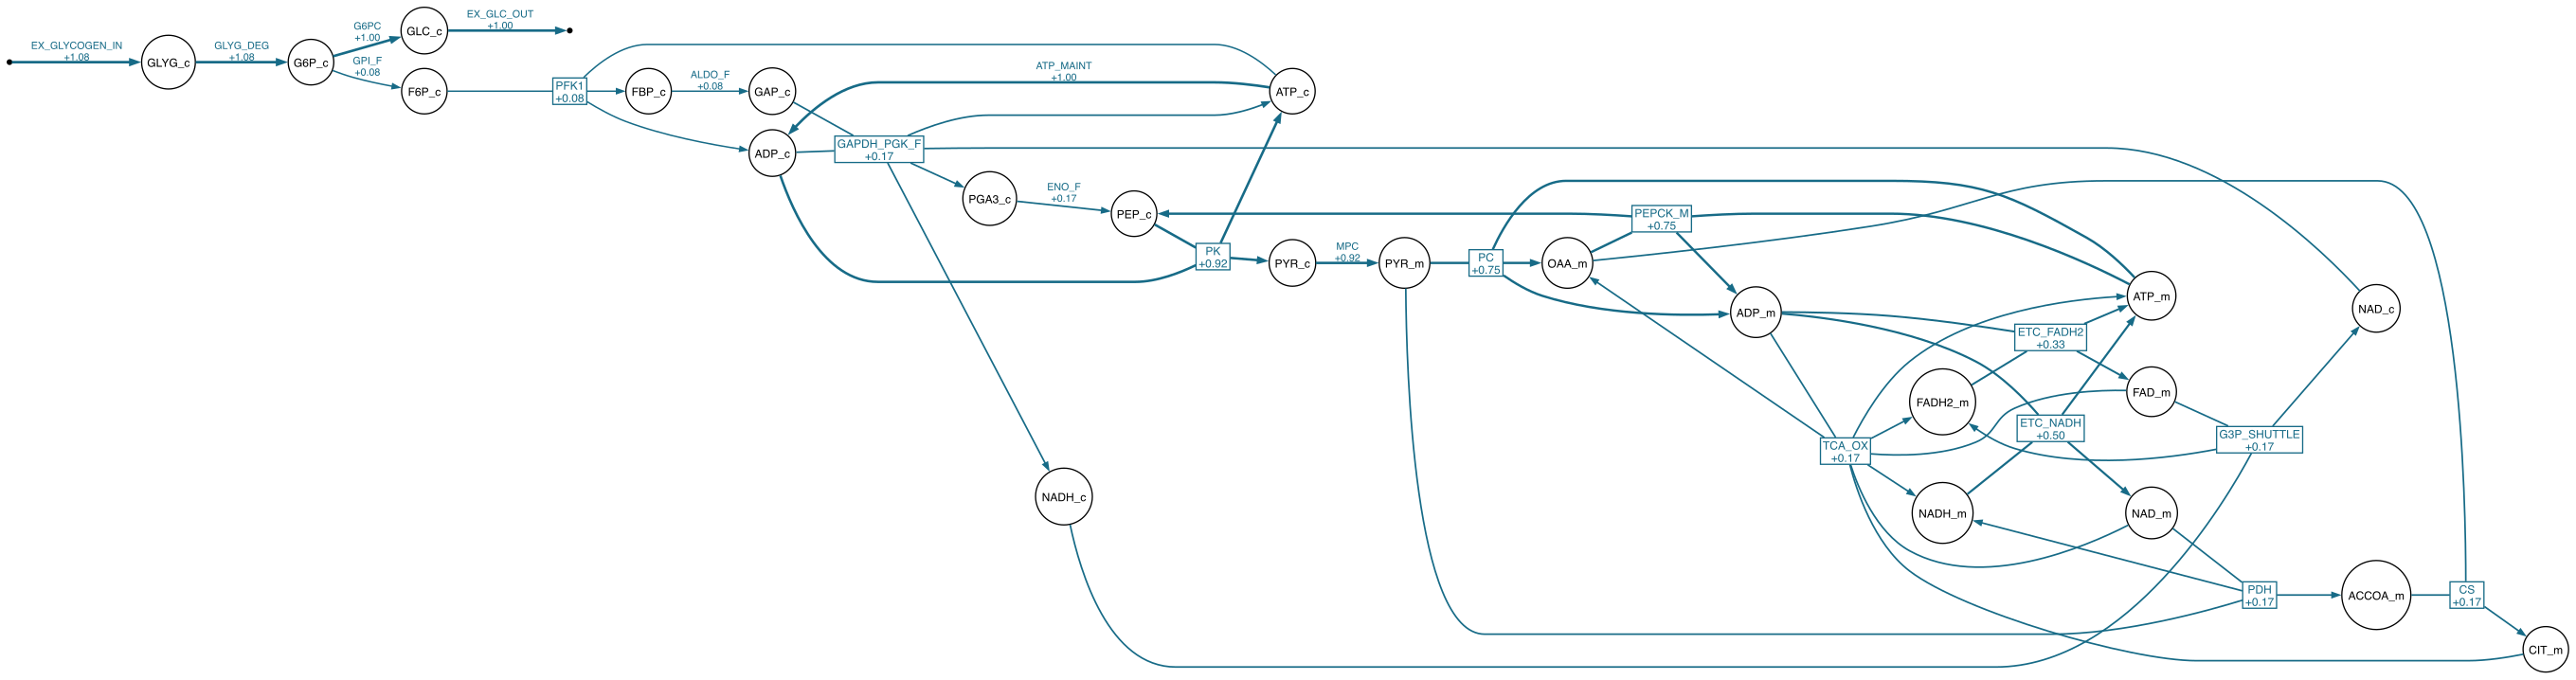 EX_GLYCOGEN_IN
+1.08
GLYG_c
GLYG_DEG
+1.08
G6P_c
G6PC
+1.00
GPI_F
+0.08
GLC_c
EX_GLC_OUT
+1.00
F6P_c
PFK1
+0.08
FBP_c
ALDO_F
+0.08
GAP_c
ADP_c
ATP_MAINT
+1.00
GAPDH_PGK_F
+0.17
ATP_c
PGA3_c
ENO_F
+0.17
PEP_c
PK
+0.92
PYR_c
MPC
+0.92
PYR_m
PC
+0.75
OAA_m
PEPCK_M
+0.75
ADP_m
ATP_m
NAD_c
ETC_FADH2
+0.33
FADH2_m
FAD_m
ETC_NADH
+0.50
G3P_SHUTTLE
+0.17
TCA_OX
+0.17
NADH_c
NADH_m
NAD_m
PDH
+0.17
ACCOA_m
CS
+0.17
CIT_m